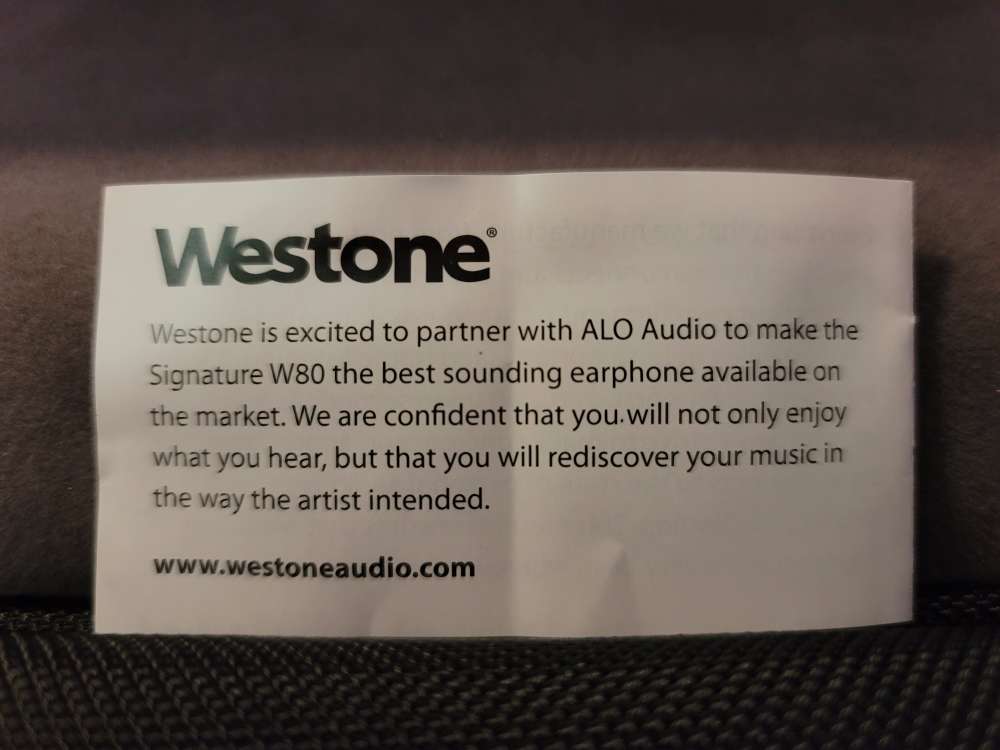 Westone®
Westone is excited to partner with ALO Audio to make the
Signature W80 the best sounding earphone available on
the market. We are confident that you will not only enjoy
what you hear, but that you will rediscover your music in
the way the artist intended.
www.westoneaudio.com